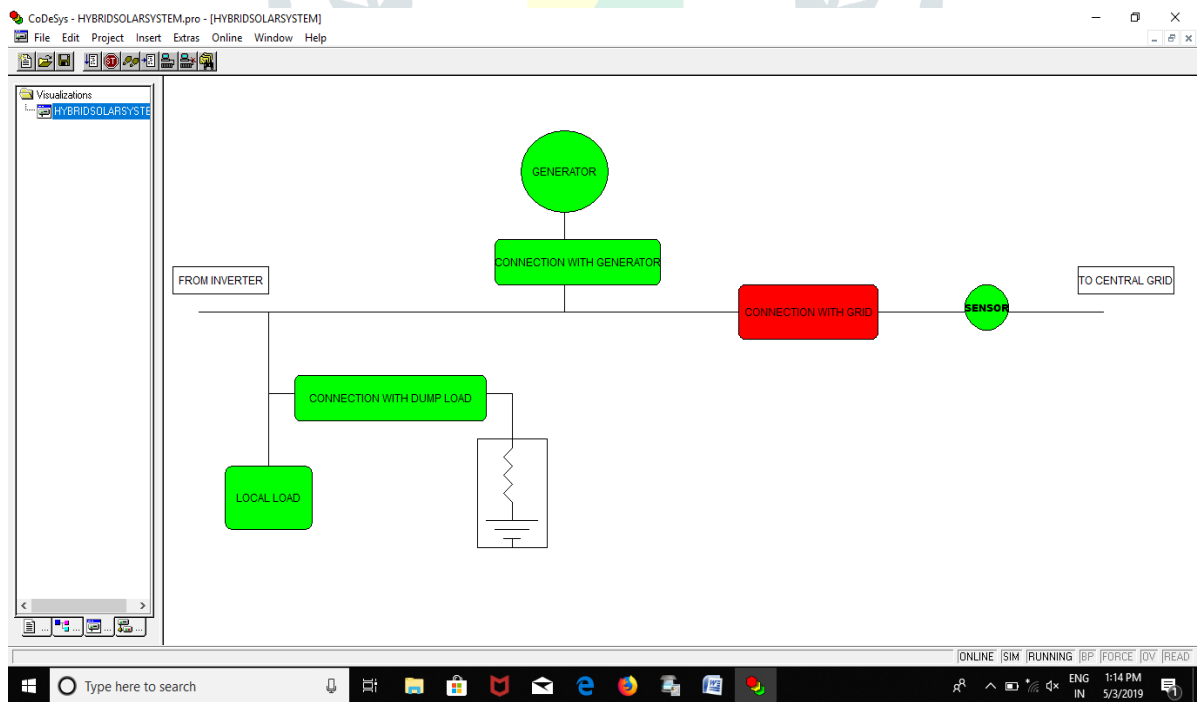 CoDeSys - HYBRIDSOLARSYSTEM.pro - [HYBRIDSOLARSYSTEM]
File Edit Project Insert Extras Online Window Help
Visualizations
HYBRIDSOLARSYSTE
GENERATOR
CONNECTION WITH GENERATOR
FROM INVERTER
TO CENTRAL GRID
CONNECTION WITH GRID
SENSOR
CONNECTION WITH DUMP LOAD
LOCAL LOAD
ONLINE SIM RUNNING BP FORCE OV READ
Type here to search
ENG 1:14 PM
IN 5/3/2019